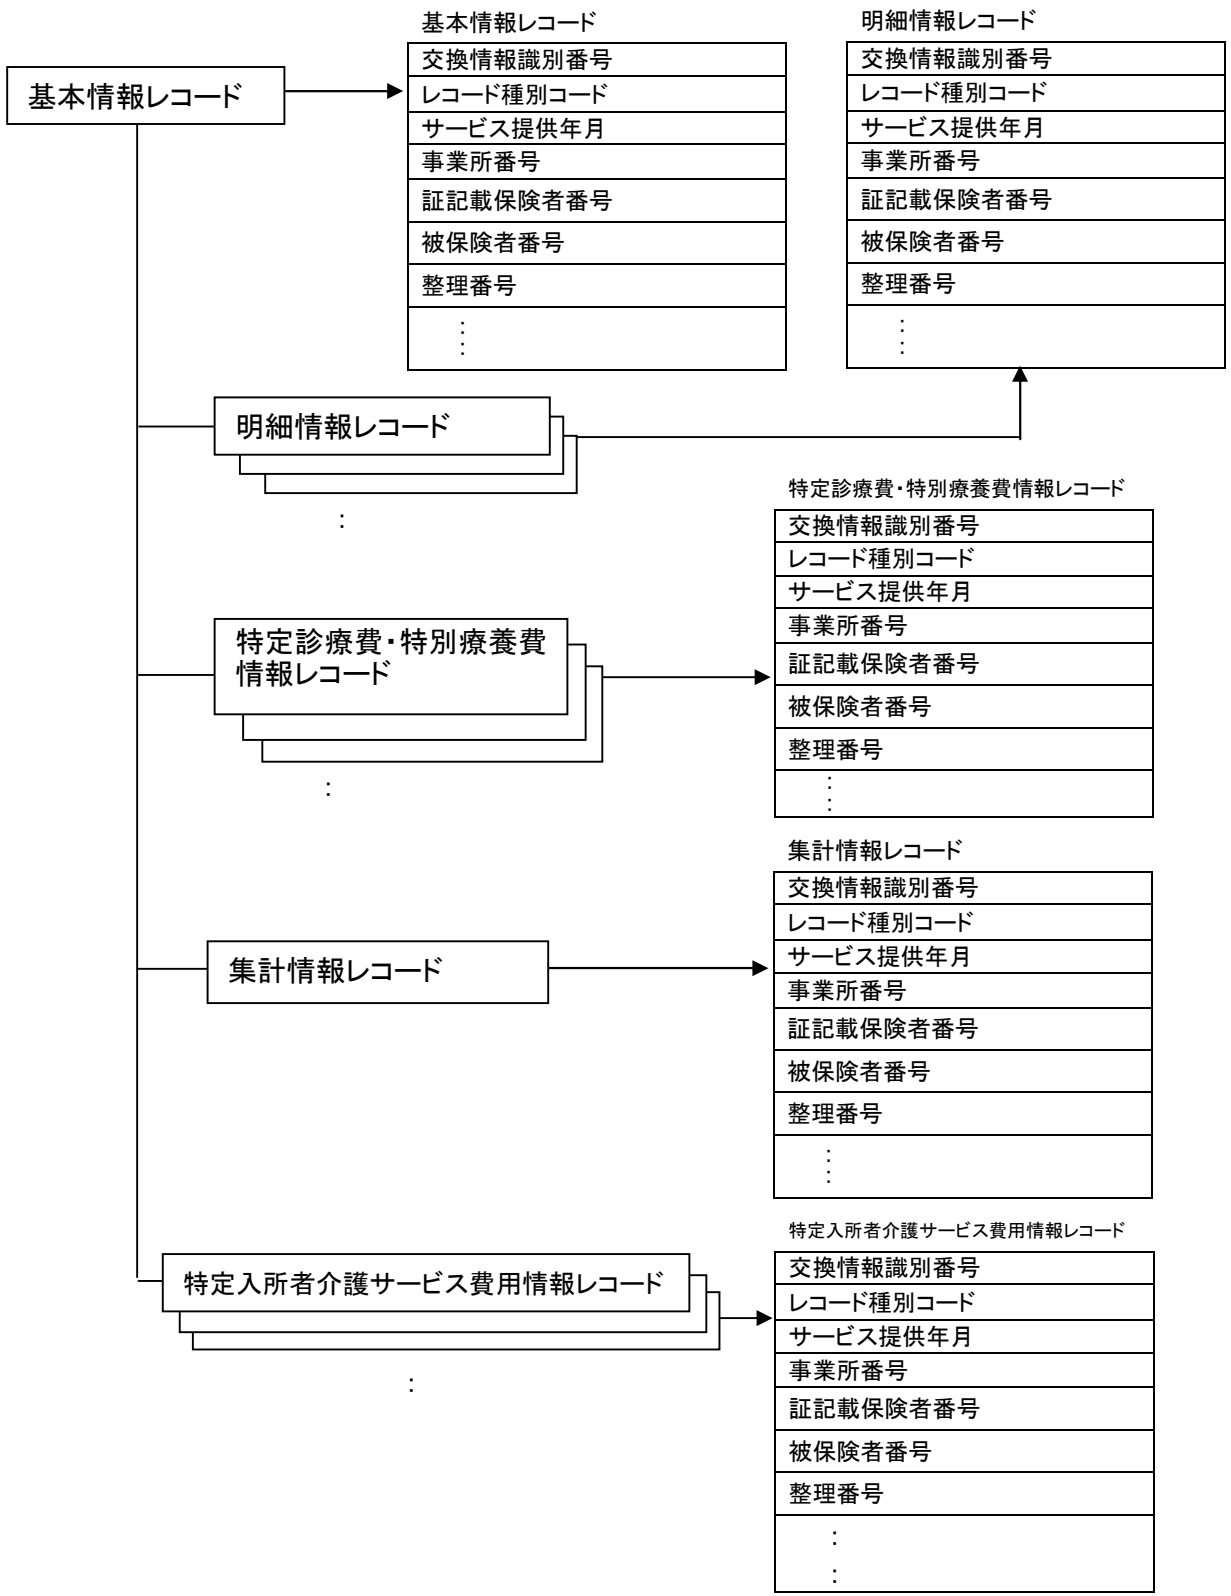 基本情報レコード
基本情報レコード
交換情報識別番号
レコード種別コード
サービス提供年月
事業所番号
証記載保険者番号
被保険者番号
整理番号
:
:
明細情報レコード
交換情報識別番号
レコード種別コード
サービス提供年月
事業所番号
証記載保険者番号
被保険者番号
整理番号
:
:
明細情報レコード
:
特定診療費・特別療養費
情報レコード
:
特定診療費・特別療養費情報レコード
交換情報識別番号
レコード種別コード
サービス提供年月
事業所番号
証記載保険者番号
被保険者番号
整理番号
:
:
集計情報レコード
集計情報レコード
交換情報識別番号
レコード種別コード
サービス提供年月
事業所番号
証記載保険者番号
被保険者番号
整理番号
:
:
特定入所者介護サービス費用情報レコード
:
特定入所者介護サービス費用情報レコード
交換情報識別番号
レコード種別コード
サービス提供年月
事業所番号
証記載保険者番号
被保険者番号
整理番号
:
: